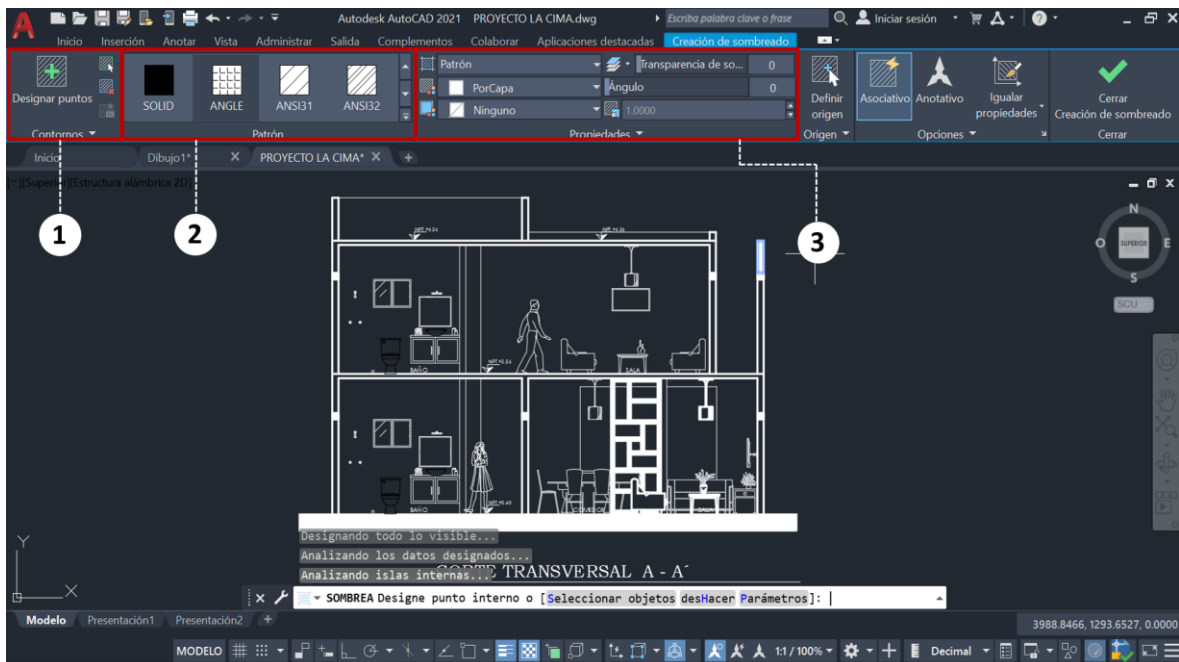 Autodesk AutoCAD 2021 PROYECTO LA CIMA.dwg Escriba palabra clave o frase Iniciar sesión
Inicio Inserción Anotar Vista Administrar Salida Complementos Colaborar Aplicaciones destacadas Creación de sombreado
Patrón Transparencia de so... 0
PorCapa Ángulo 0
Ninguno 1.0000
Designar puntos SOLID ANGLE ANSI31 ANSI32
Definir origen
Asociativo Anotativo
Igualar propiedades
Cerrar Creación de sombreado
Contornos Patrón Propiedades Origen Opciones Cerrar
Inicio Dibujo1* PROYECTO LA CIMA*
[-][Superior][Estructura alámbrica 2D]
1 2 3
N
O SUPERIOR E
S
SCU
BAÑO SALA
BAÑO COMEDOR SALA
Designando todo lo visible...
Analizando los datos designados...
Analizando islas internas...
CORTE TRANSVERSAL A - A´
Y
X
SOMBREA Designe punto interno o [Seleccionar objetos desHacer Parámetros]:
Modelo Presentación1 Presentación2 +
3988.8466, 1293.6527, 0.0000
MODELO 1:1 / 100% Decimal